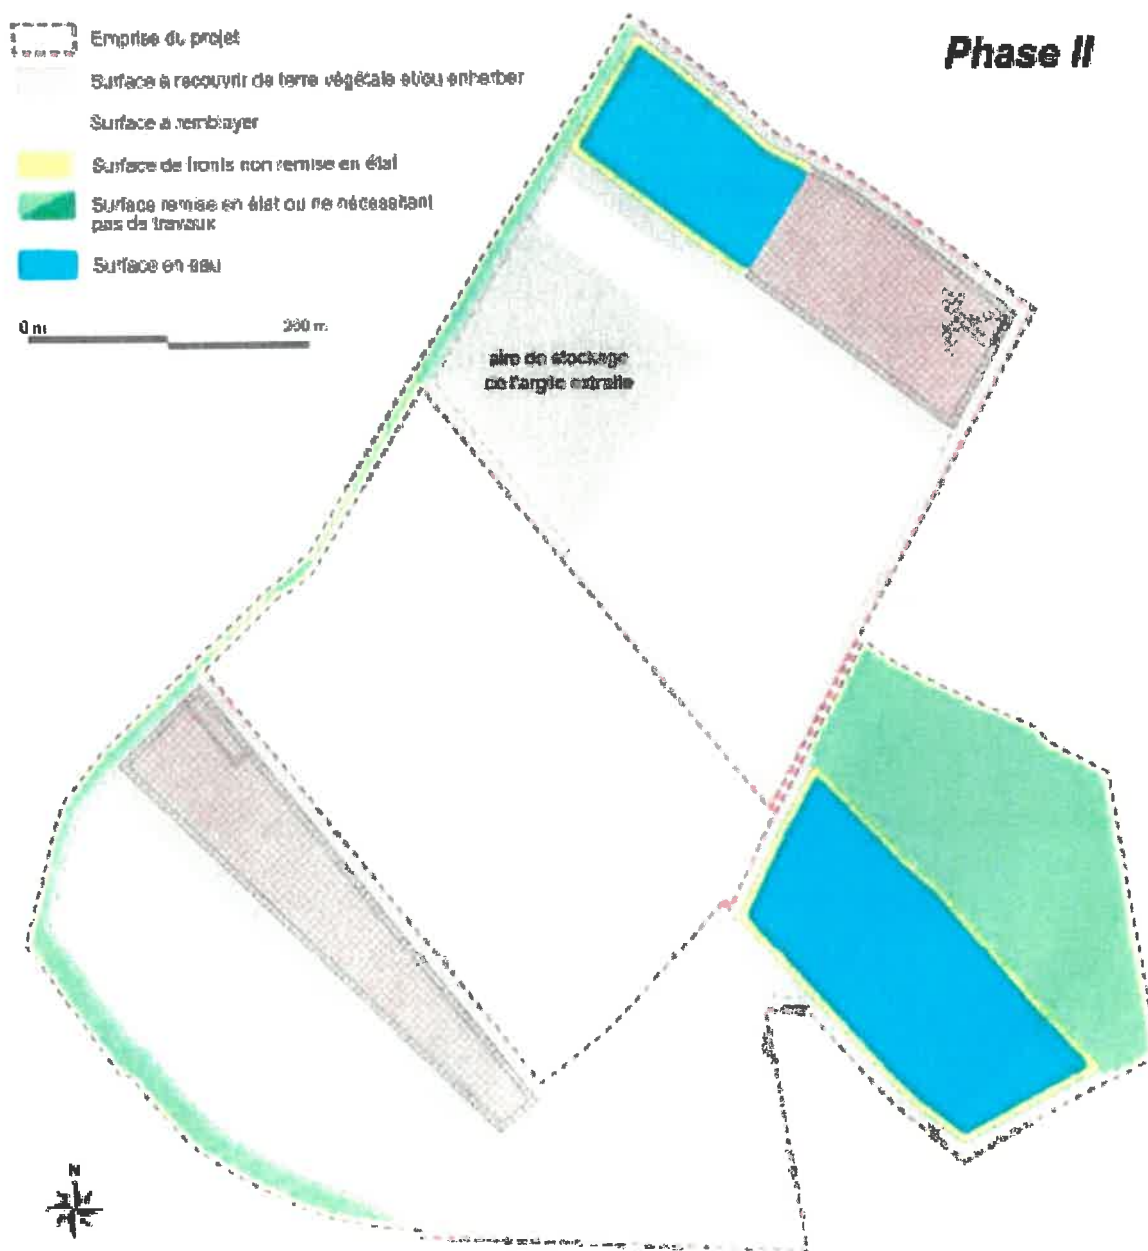 Emprise du projet
Phase II
Surface à recouvrir de terre végétale et/ou enherber
Surface à remblayer
Surface de fronts non remise en état
Surface remise en état ou ne nécessitant
pas de travaux
Surface en eau
0 m 200 m
aire de stockage
de l'argile extraite
N